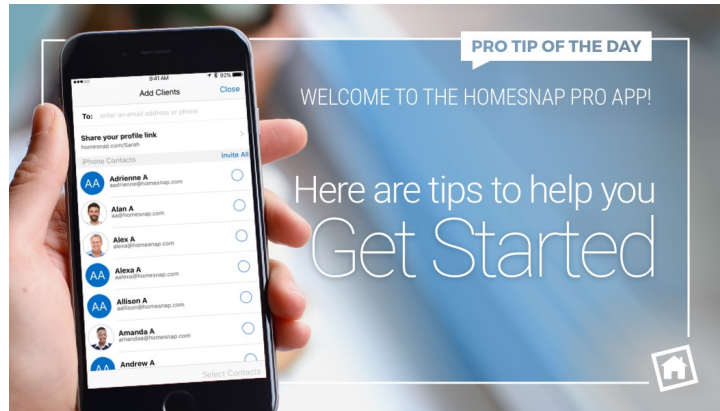 PRO TIP OF THE DAY
WELCOME TO THE HOMESNAP PRO APP!
Here are tips to help you
Get Started
9:41 AM
92%
Add Clients
Close
To: enter an email address or phone
Share your profile link
homesnap.com/Sarah
iPhone Contacts
Invite All
AA
Adrienne A
aadrienne@homesnap.com
Alan A
aa@homesnap.com
Alex A
alexa@homesnap.com
AA
Alexa A
aalexa@homesnap.com
AA
Allison A
aallison@homesnap.com
Amanda A
amandaa@homesnap.com
AA
Andrew A
Select Contacts